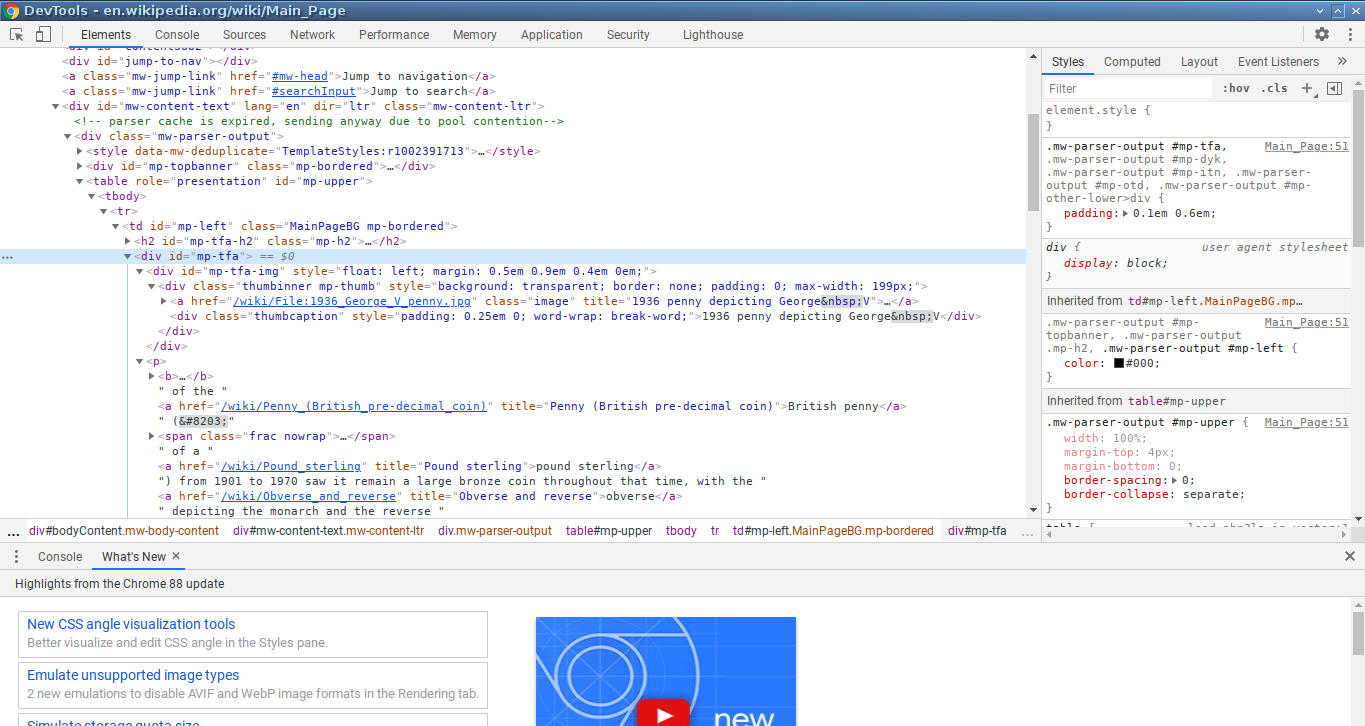 DevTools - en.wikipedia.org/wiki/Main_Page
Elements Console Sources Network Performance Memory Application Security Lighthouse
<div id="jump-to-nav"></div>
<a class="mw-jump-link" href="#mw-head">Jump to navigation</a>
<a class="mw-jump-link" href="#searchInput">Jump to search</a>
▼<div id="mw-content-text" lang="en" dir="ltr" class="mw-content-ltr">
<!-- parser cache is expired, sending anyway due to pool contention-->
▼<div class="mw-parser-output">
▶<style data-mw-deduplicate="TemplateStyles:r1002391713">…</style>
▶<div id="mp-topbanner" class="mp-bordered">…</div>
▼<table role="presentation" id="mp-upper">
▼<tbody>
▼<tr>
▼<td id="mp-left" class="MainPageBG mp-bordered">
▶<h2 id="mp-tfa-h2" class="mp-h2">…</h2>
… ▼<div id="mp-tfa"> == $0
▼<div id="mp-tfa-img" style="float: left; margin: 0.5em 0.9em 0.4em 0em;">
▼<div class="thumbinner mp-thumb" style="background: transparent; border: none; padding: 0; max-width: 199px;">
▶<a href="/wiki/File:1936_George_V_penny.jpg" class="image" title="1936 penny depicting George&nbsp;V">…</a>
<div class="thumbcaption" style="padding: 0.25em 0; word-wrap: break-word;">1936 penny depicting George&nbsp;V</div>
</div>
</div>
▼<p>
▶<b>…</b>
" of the "
<a href="/wiki/Penny_(British_pre-decimal_coin)" title="Penny (British pre-decimal coin)">British penny</a>
" (&#8203;"
▶<span class="frac nowrap">…</span>
" of a "
<a href="/wiki/Pound_sterling" title="Pound sterling">pound sterling</a>
") from 1901 to 1970 saw it remain a large bronze coin throughout that time, with the "
<a href="/wiki/Obverse_and_reverse" title="Obverse and reverse">obverse</a>
" depicting the monarch and the reverse "
… div#bodyContent.mw-body-content div#mw-content-text.mw-content-ltr div.mw-parser-output table#mp-upper tbody tr td#mp-left.MainPageBG.mp-bordered div#mp-tfa …
Styles Computed Layout Event Listeners »
Filter :hov .cls +
element.style {
}
.mw-parser-output #mp-tfa, Main_Page:51
.mw-parser-output #mp-dyk,
.mw-parser-output #mp-itn, .mw-parser-
output #mp-otd, .mw-parser-output #mp-
other-lower>div {
padding:▶0.1em 0.6em;
}
div { user agent stylesheet
display: block;
}
Inherited from td#mp-left.MainPageBG.mp…
.mw-parser-output #mp- Main_Page:51
topbanner, .mw-parser-output
.mp-h2, .mw-parser-output #mp-left {
color: #000;
}
Inherited from table#mp-upper
.mw-parser-output #mp-upper { Main_Page:51
width: 100%;
margin-top: 4px;
margin-bottom: 0;
border-spacing:▶0;
border-collapse: separate;
}
Console What's New ×
Highlights from the Chrome 88 update
New CSS angle visualization tools
Better visualize and edit CSS angle in the Styles pane.
Emulate unsupported image types
2 new emulations to disable AVIF and WebP image formats in the Rendering tab.
Simulate storage quota size
new